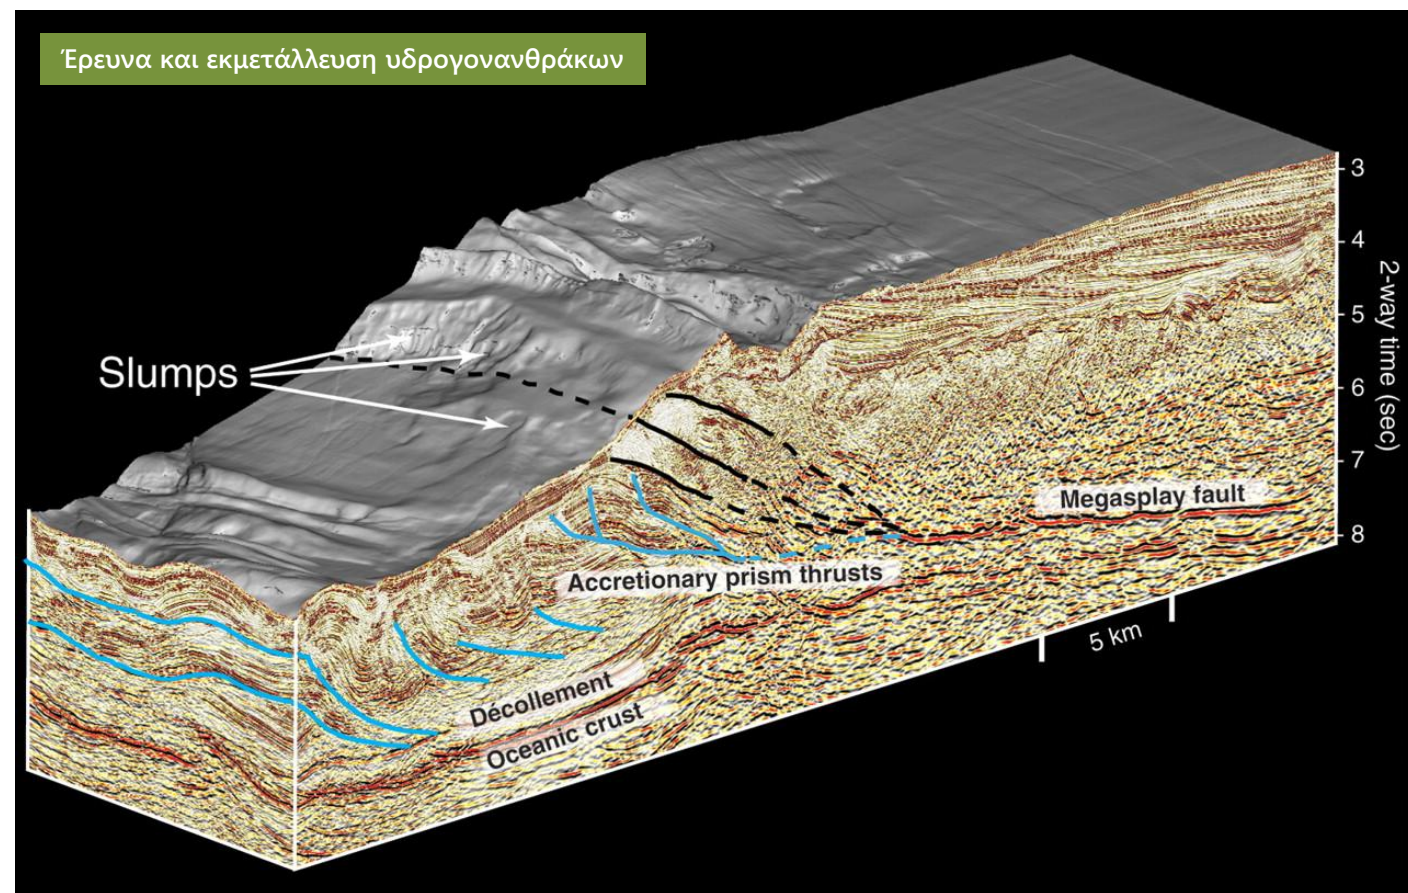 Έρευνα και εκμετάλλευση υδρογονανθράκων
3
4
5
6
7
8
2-way time (sec)
Slumps
Megasplay fault
Accretionary prism thrusts
5 km
Décollement
Oceanic crust